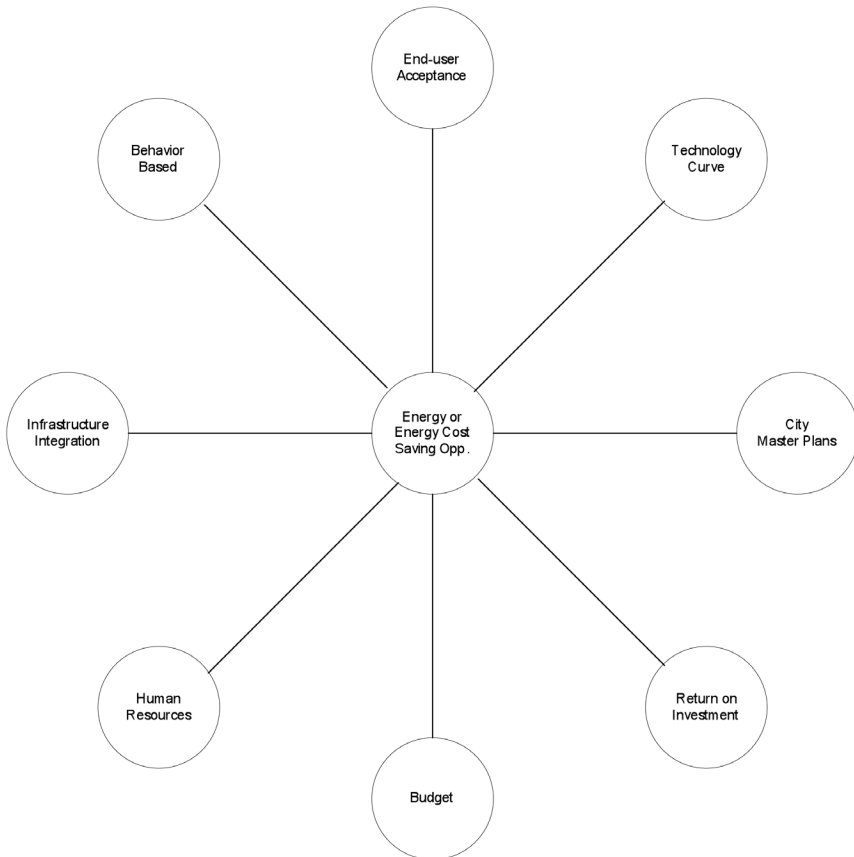 End-user
Acceptance
Behavior
Based
Technology
Curve
Infrastructure
Integration
Energy or
Energy Cost
Saving Opp.
City
Master Plans
Human
Resources
Return on
Investment
Budget